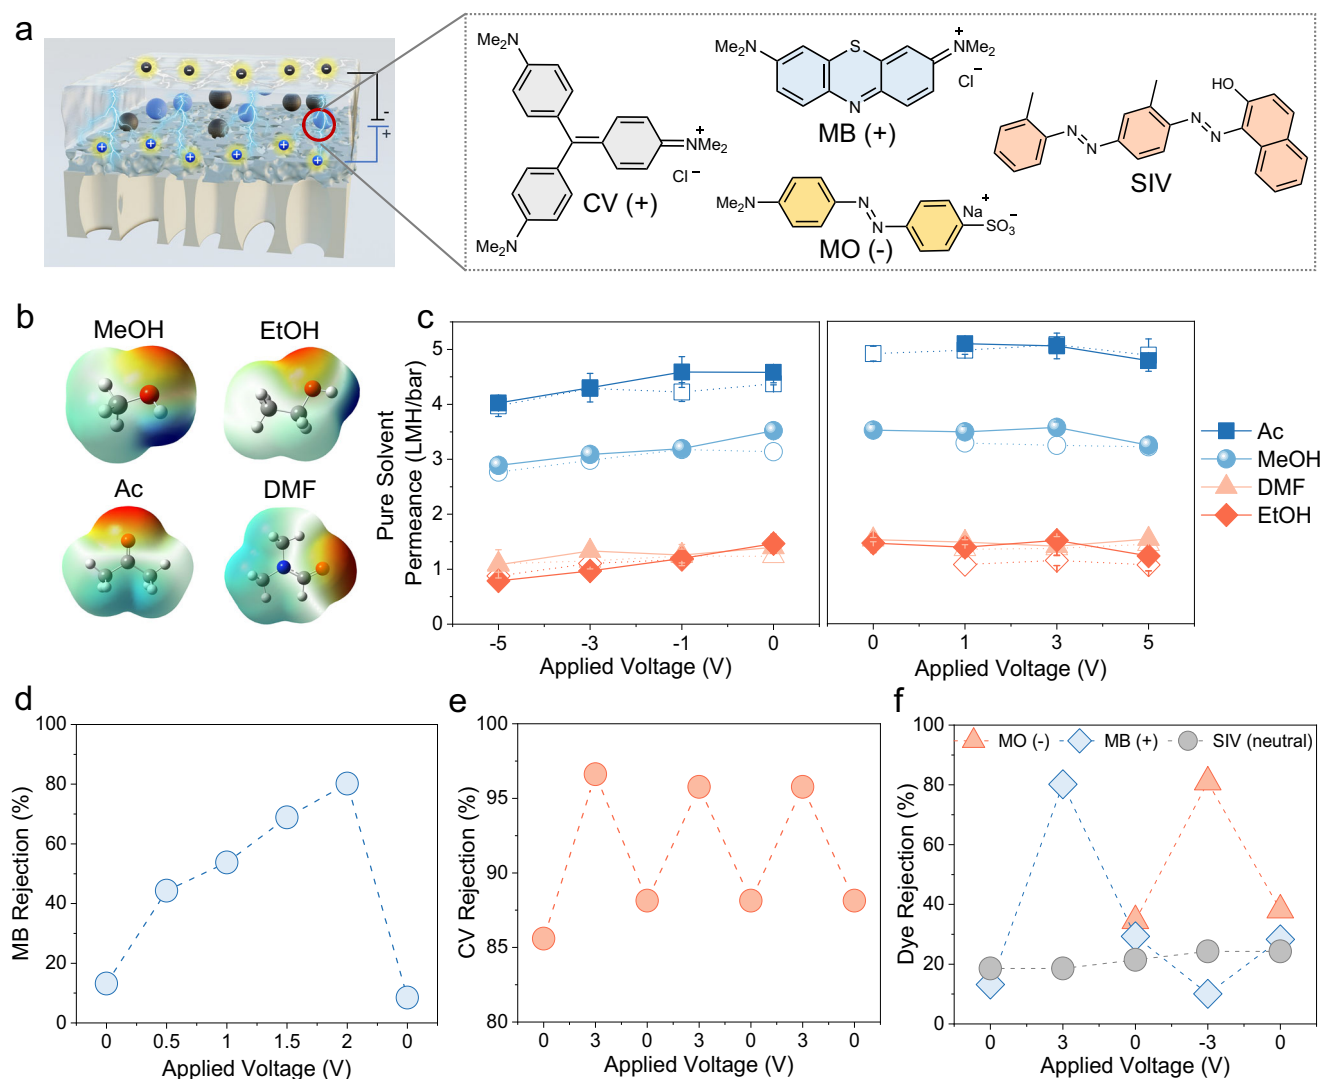 a
-
+
Me₂N
NMe₂
+
Cl⁻
Me₂N
CV (+)
Me₂N
S
N
NMe₂
+
Cl⁻
MB (+)
Me₂N
N
N
Na
+
SO₃⁻
MO (-)
N
N
N
N
HO
SIV
b
MeOH
EtOH
Ac
DMF
c
Pure Solvent
Permeance (LMH/bar)
5
4
3
2
1
0
-5
-3
-1
0
Applied Voltage (V)
0
1
3
5
Applied Voltage (V)
Ac
MeOH
DMF
EtOH
d
MB Rejection (%)
100
80
60
40
20
0
0
0.5
1
1.5
2
0
Applied Voltage (V)
e
CV Rejection (%)
100
95
90
85
80
0
3
0
3
0
3
0
Applied Voltage (V)
f
MO (-)
MB (+)
SIV (neutral)
Dye Rejection (%)
100
80
60
40
20
0
0
3
0
-3
0
Applied Voltage (V)